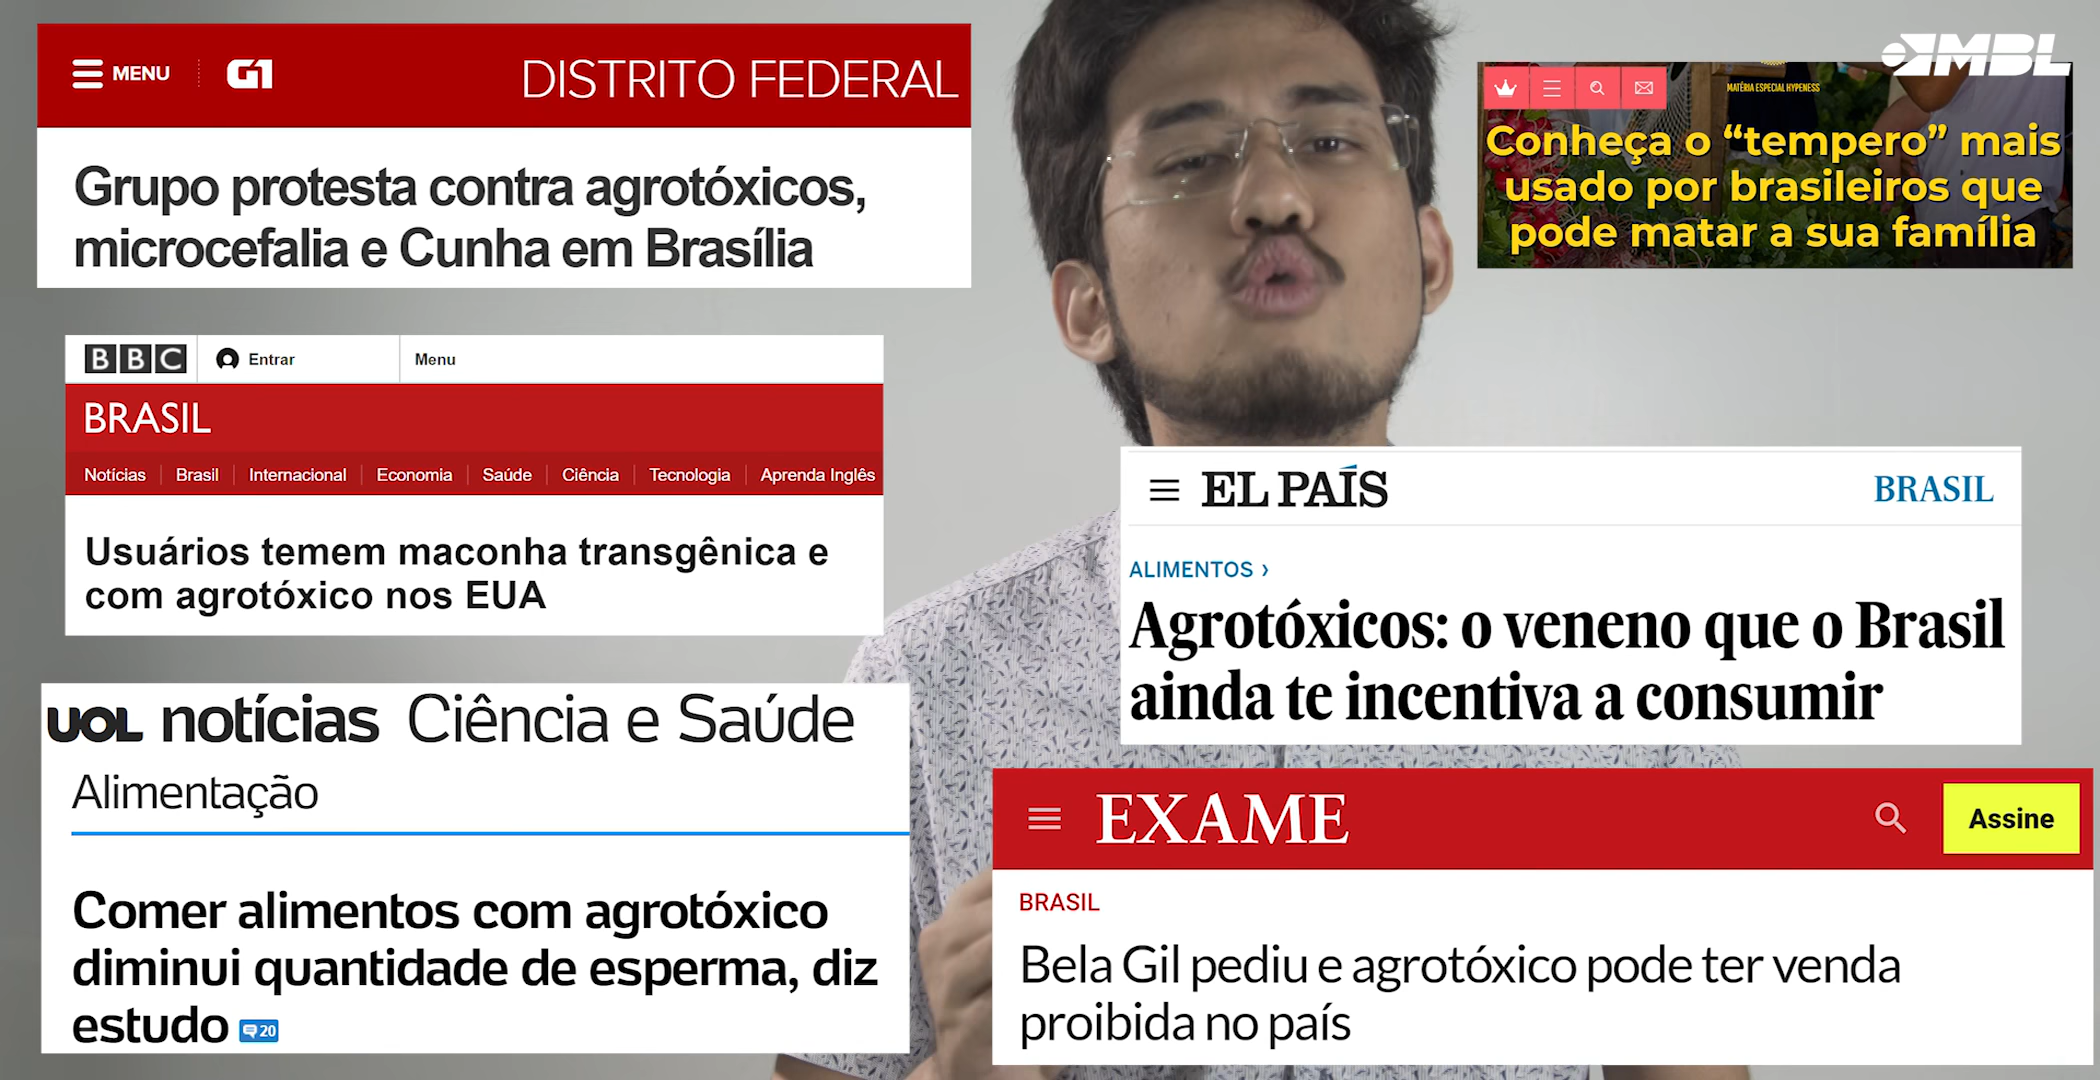 MENU
G1
DISTRITO FEDERAL
Grupo protesta contra agrotóxicos,
microcefalia e Cunha em Brasília
MBL
MATÉRIA ESPECIAL HYPENESS
Conheça o “tempero” mais
usado por brasileiros que
pode matar a sua família
BBC
Entrar
Menu
BRASIL
Notícias Brasil Internacional Economia Saúde Ciência Tecnologia Aprenda Inglês
Usuários temem maconha transgênica e
com agrotóxico nos EUA
EL PAÍS
BRASIL
ALIMENTOS ›
Agrotóxicos: o veneno que o Brasil
ainda te incentiva a consumir
UOL notícias Ciência e Saúde
Alimentação
Comer alimentos com agrotóxico
diminui quantidade de esperma, diz
estudo 20
EXAME
Assine
BRASIL
Bela Gil pediu e agrotóxico pode ter venda
proibida no país